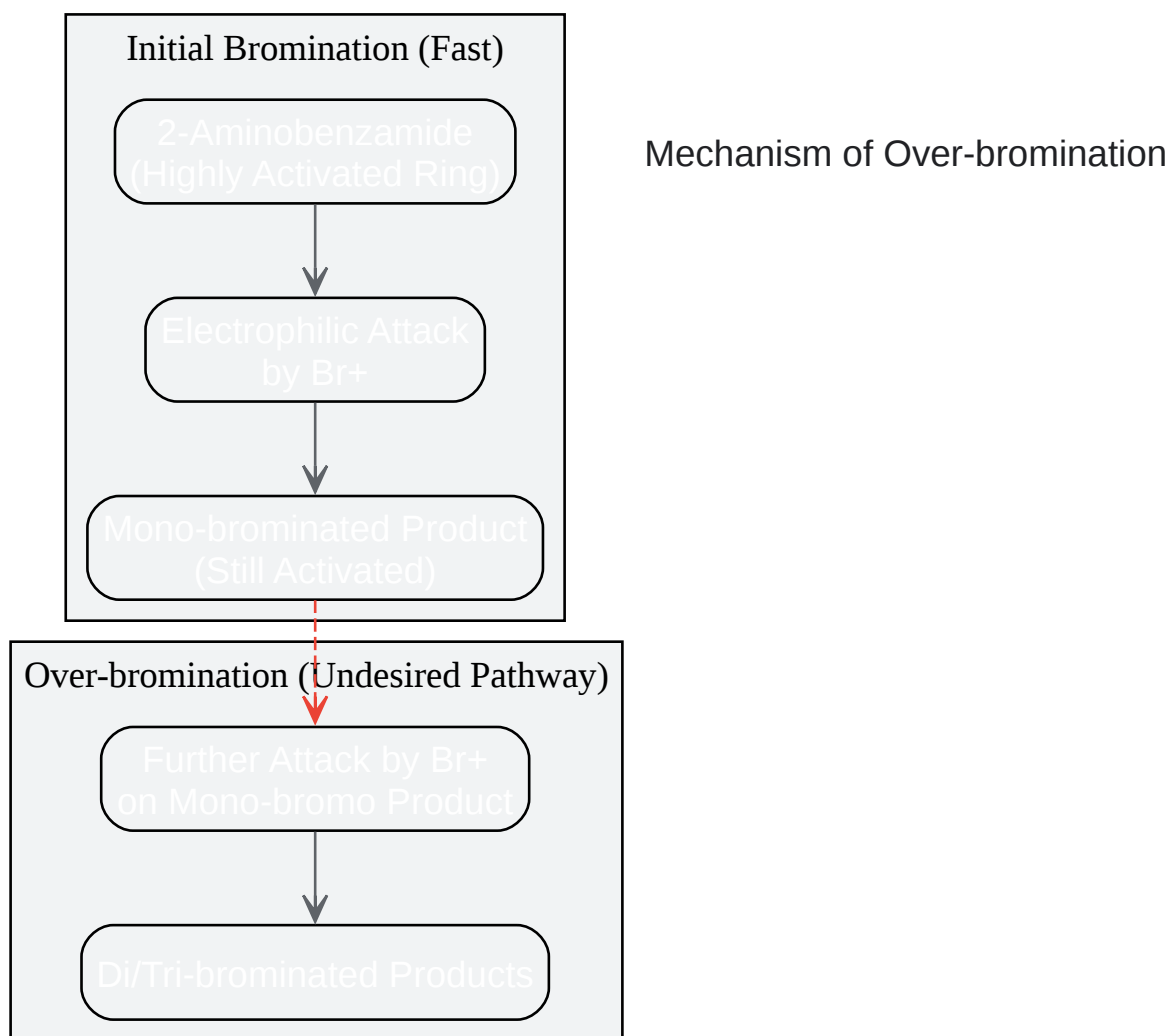 Initial Bromination (Fast)
2-Aminobenzamide
(Highly Activated Ring)
Mechanism of Over-bromination
Electrophilic Attack
by Br+
Mono-brominated Product
(Still Activated)
Over-bromination (Undesired Pathway)
Further Attack by Br+
on Mono-bromo Product
Di/Tri-brominated Products